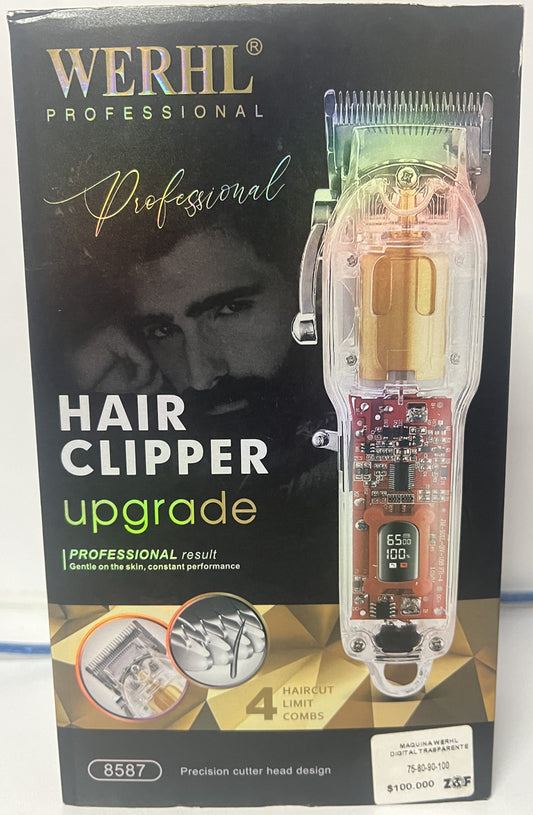 WERHL®
PROFESSIONAL
Professional
HAIR
CLIPPER
upgrade
PROFESSIONAL result
Gentle on the skin, constant performance
6500
100%
4 HAIRCUT
LIMIT
COMBS
8587
Precision cutter head design
MAQUINA WERHL
DIGITAL TRASPARENTE
75-80-90-100
$100.000